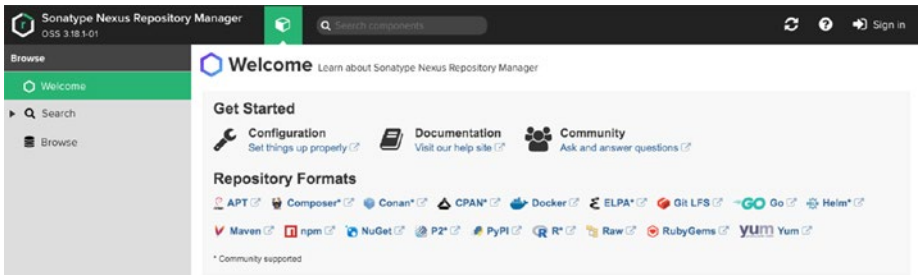 Sonatype Nexus Repository Manager
OSS 3.18.1-01
Search components
Sign in
Browse
Welcome
Search
Browse
Welcome Learn about Sonatype Nexus Repository Manager
Get Started
Configuration
Set things up properly
Documentation
Visit our help site
Community
Ask and answer questions
Repository Formats
APT Composer* Conan* CPAN* Docker ELPA* Git LFS GO Go Helm*
Maven npm NuGet P2* PyPI R R* Raw RubyGems yum Yum
* Community supported